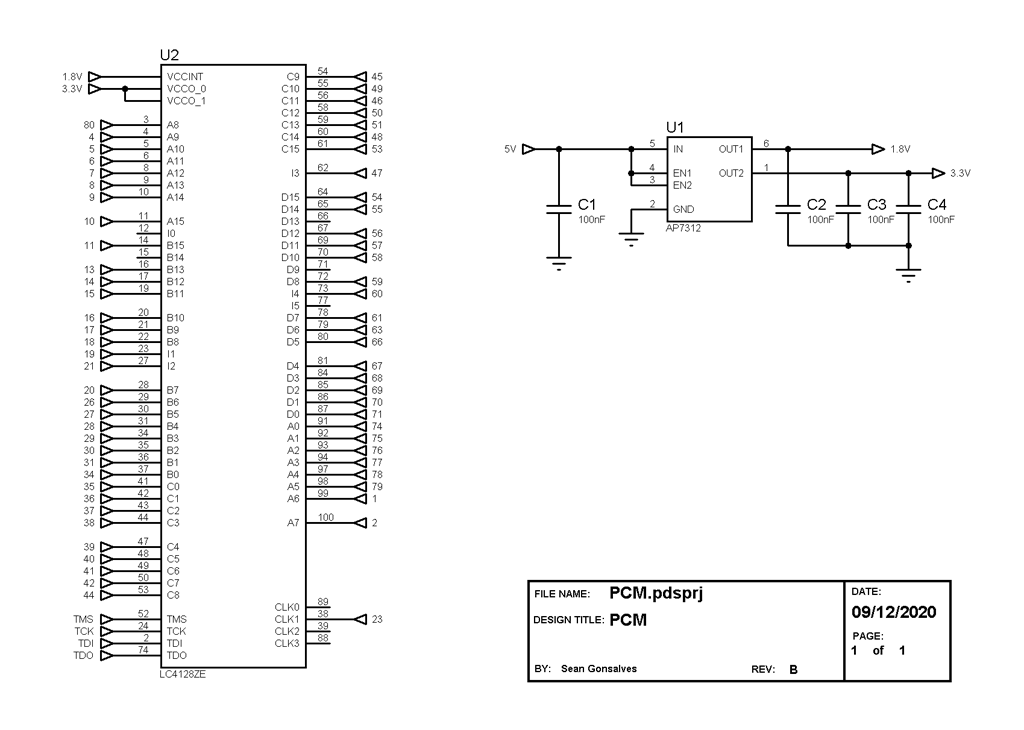 U2
1.8V VCCINT 54 C9 45
3.3V VCCO_0 55 C10 49
VCCO_1 56 C11 46
58 C12 50
80 3 A8 59 C13 51
4 4 A9 60 C14 48
5 5 A10 61 C15 53
6 6 A11
7 8 A12 62 I3 47
8 9 A13
9 10 A14 64 D15 54
65 D14 55
10 11 A15 66 D13
12 I0 67 D12 56
11 14 B15 69 D11 57
15 B14 70 D10 58
13 16 B13 71 D9
14 17 B12 72 D8 59
15 19 B11 73 I4 60
77 I5
16 20 B10 78 D7 61
17 21 B9 79 D6 63
18 22 B8 80 D5 66
19 23 I1
21 27 I2 81 D4 67
84 D3 68
20 28 B7 85 D2 69
26 29 B6 86 D1 70
27 30 B5 87 D0 71
28 31 B4 91 A0 74
29 34 B3 92 A1 75
30 35 B2 93 A2 76
31 36 B1 94 A3 77
34 37 B0 97 A4 78
35 41 C0 98 A5 79
36 42 C1 99 A6 1
37 43 C2
38 44 C3 100 A7 2
39 47 C4
40 48 C5
41 49 C6
42 50 C7
44 53 C8
89 CLK0
TMS 52 TMS 38 CLK1 23
TCK 24 TCK 39 CLK2
TDI 2 TDI 88 CLK3
TDO 74 TDO
LC4128ZE
U1
5V 5 IN OUT1 6 1.8V
4 EN1 OUT2 1 3.3V
3 EN2
2 GND
AP7312
C1
100nF
C2
100nF
C3
100nF
C4
100nF
FILE NAME: PCM.pdsprj
DESIGN TITLE: PCM
BY: Sean Gonsalves REV: B
DATE:
09/12/2020
PAGE:
1 of 1